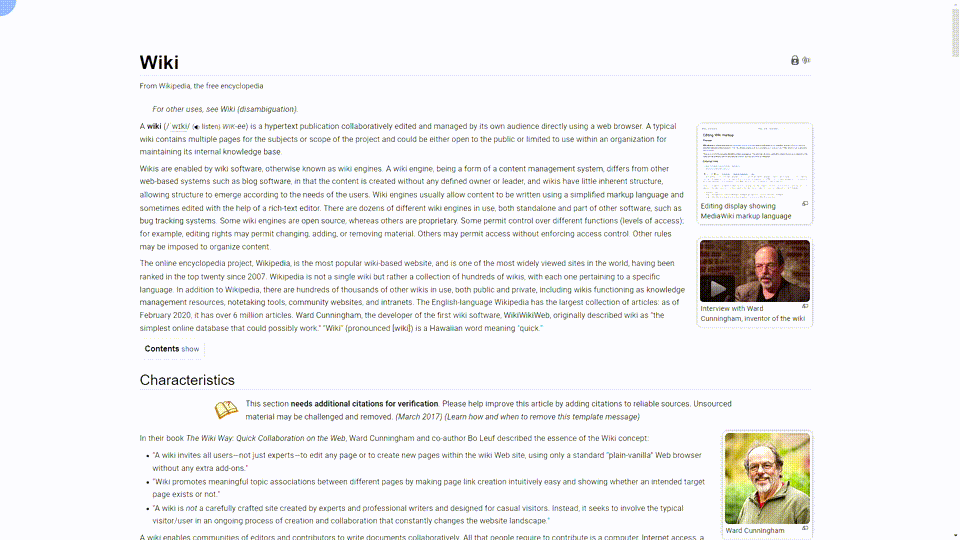 Wiki
From Wikipedia, the free encyclopedia
For other uses, see Wiki (disambiguation).
A wiki (/ˈwɪki/ (listen) WIK-ee) is a hypertext publication collaboratively edited and managed by its own audience directly using a web browser. A typical
wiki contains multiple pages for the subjects or scope of the project and could be either open to the public or limited to use within an organization for
maintaining its internal knowledge base.
Wikis are enabled by wiki software, otherwise known as wiki engines. A wiki engine, being a form of a content management system, differs from other
web-based systems such as blog software, in that the content is created without any defined owner or leader, and wikis have little inherent structure,
allowing structure to emerge according to the needs of the users. Wiki engines usually allow content to be written using a simplified markup language and
sometimes edited with the help of a rich-text editor. There are dozens of different wiki engines in use, both standalone and part of other software, such as
bug tracking systems. Some wiki engines are open source, whereas others are proprietary. Some permit control over different functions (levels of access);
for example, editing rights may permit changing, adding, or removing material. Others may permit access without enforcing access control. Other rules
may be imposed to organize content.
The online encyclopedia project, Wikipedia, is the most popular wiki-based website, and is one of the most widely viewed sites in the world, having been
ranked in the top twenty since 2007. Wikipedia is not a single wiki but rather a collection of hundreds of wikis, with each one pertaining to a specific
language. In addition to Wikipedia, there are hundreds of thousands of other wikis in use, both public and private, including wikis functioning as knowledge
management resources, notetaking tools, community websites, and intranets. The English-language Wikipedia has the largest collection of articles: as of
February 2020, it has over 6 million articles. Ward Cunningham, the developer of the first wiki software, WikiWikiWeb, originally described wiki as "the
simplest online database that could possibly work." "Wiki" (pronounced [wiki]) is a Hawaiian word meaning "quick."
Editing display showing
MediaWiki markup language
Interview with Ward
Cunningham, inventor of the wiki
Contents show
Characteristics
This section needs additional citations for verification. Please help improve this article by adding citations to reliable sources. Unsourced
material may be challenged and removed. (March 2017) (Learn how and when to remove this template message)
In their book The Wiki Way: Quick Collaboration on the Web, Ward Cunningham and co-author Bo Leuf described the essence of the Wiki concept:
• "A wiki invites all users—not just experts—to edit any page or to create new pages within the wiki Web site, using only a standard "plain-vanilla" Web browser
without any extra add-ons."
• "Wiki promotes meaningful topic associations between different pages by making page link creation intuitively easy and showing whether an intended target
page exists or not."
• "A wiki is not a carefully crafted site created by experts and professional writers and designed for casual visitors. Instead, it seeks to involve the typical
visitor/user in an ongoing process of creation and collaboration that constantly changes the website landscape."
Ward Cunningham
A wiki enables communities of editors and contributors to write documents collaboratively. All that people require to contribute is a computer, Internet access, a